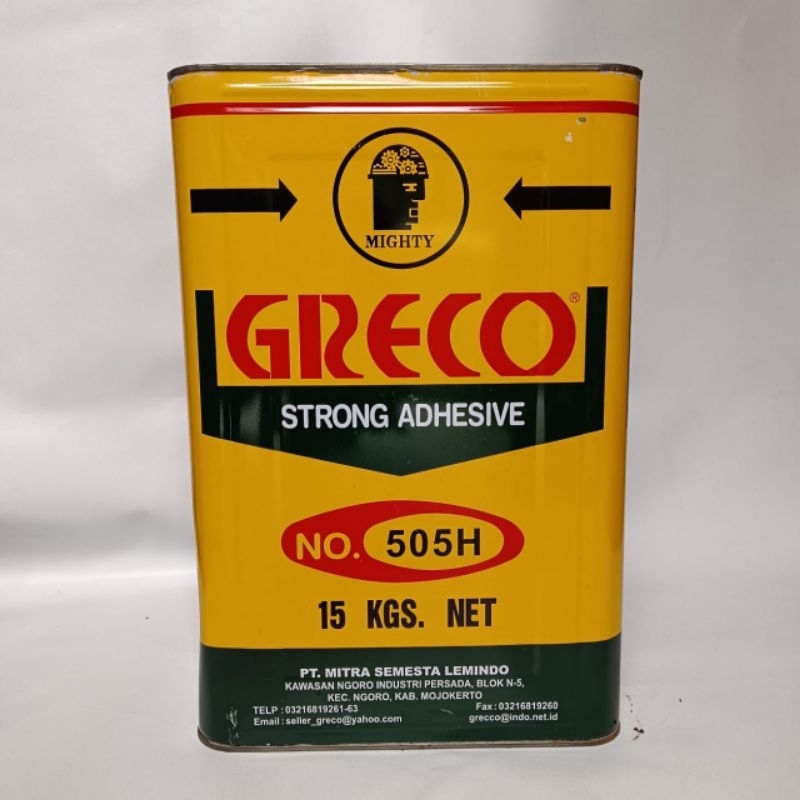 MIGHTY
GRECO®
STRONG ADHESIVE
NO. 505H
15 KGS. NET
PT. MITRA SEMESTA LEMINDO
KAWASAN NGORO INDUSTRI PERSADA, BLOK N-5,
KEC. NGORO, KAB. MOJOKERTO
TELP : 03216819261-63 Fax : 03216819260
Email : seller_greco@yahoo.com grecco@indo.net.id